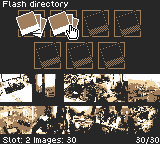 Flash directory
Slot: 2 Images: 30
30/30